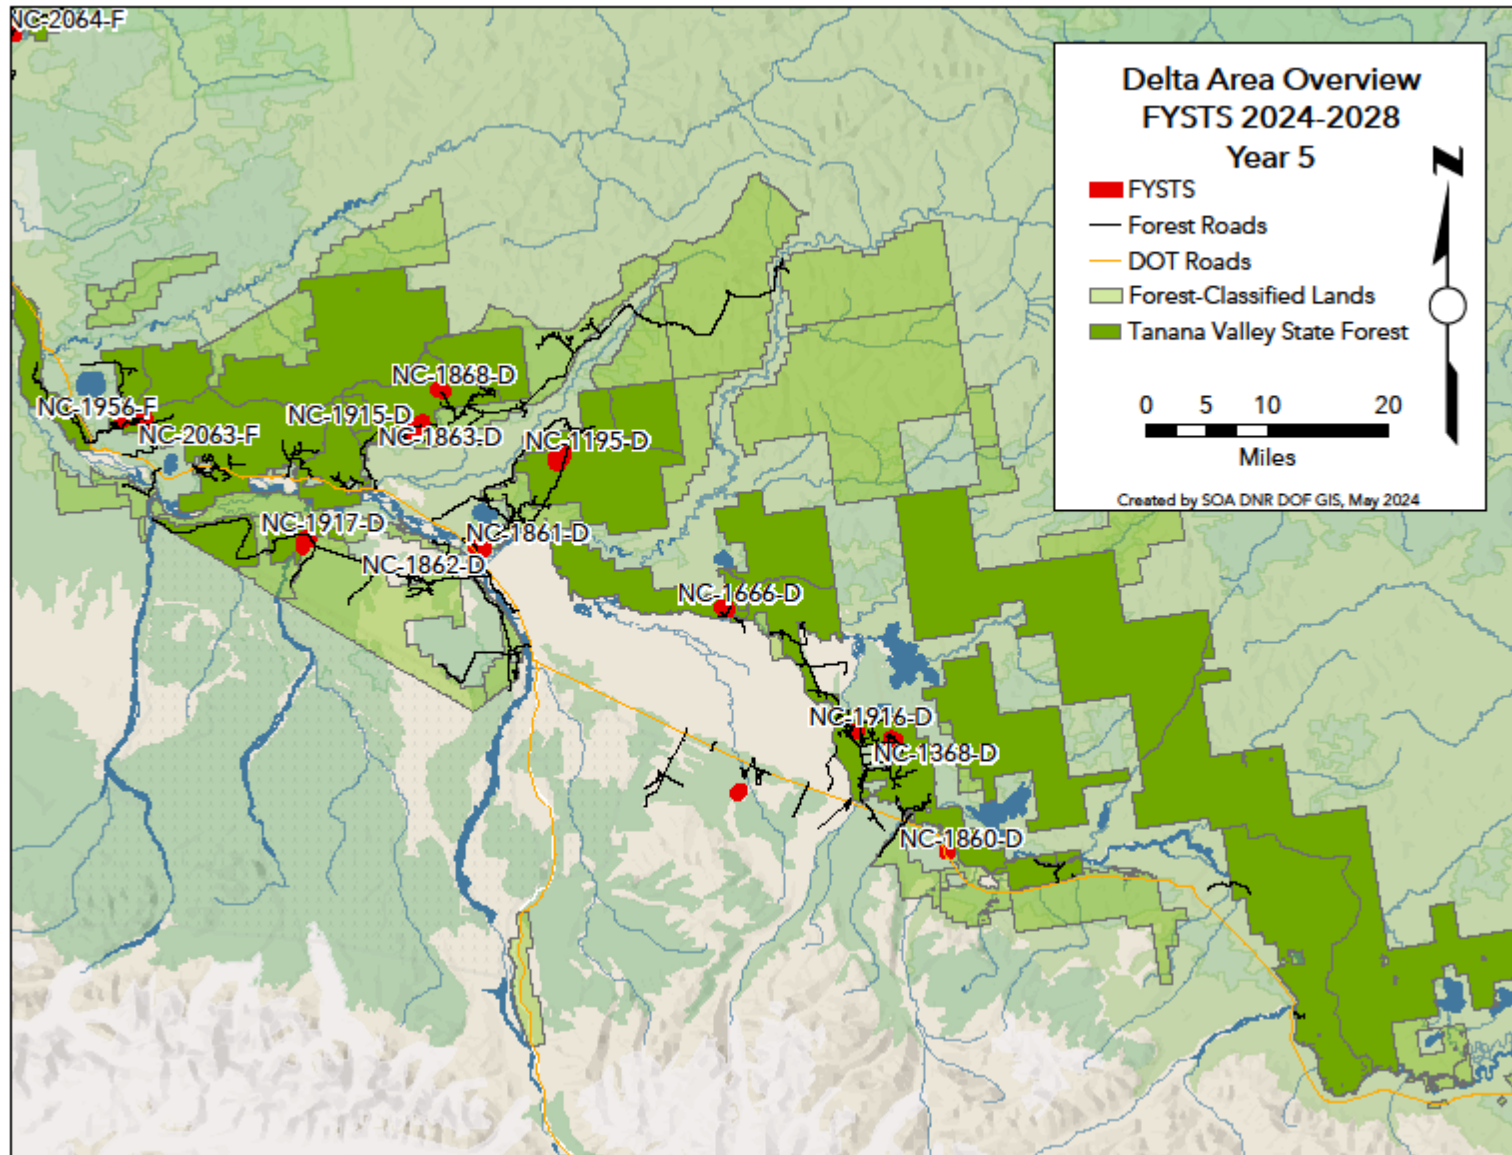 NC-2064-F
Delta Area Overview
FYSTS 2024-2028
Year 5
N
FYSTS
Forest Roads
DOT Roads
Forest-Classified Lands
Tanana Valley State Forest
0 5 10 20
Miles
Created by SOA DNR DOF GIS, May 2024
NC-1868-D
NC-1956-F
NC-1915-D
NC-2063-F
NC-1863-D
NC-1195-D
NC-1917-D
NC-1861-D
NC-1862-D
NC-1666-D
NC-1916-D
NC-1368-D
NC-1860-D